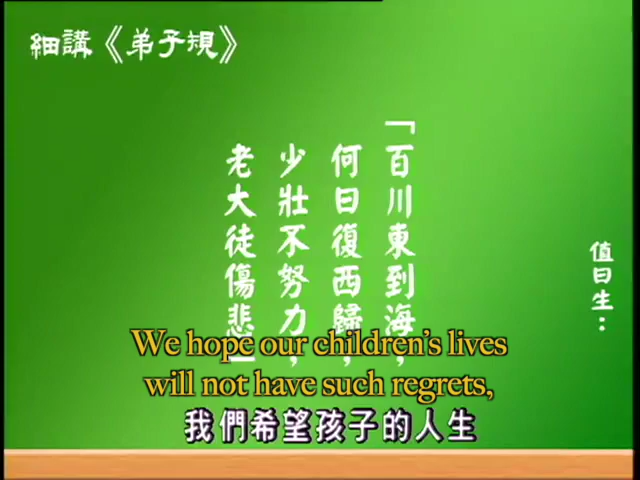 細講《弟子規》
「百川東到海，
何日復西歸，
少壯不努力，
老大徒傷悲」
值日生：
We hope our children's lives
will not have such regrets,
我們希望孩子的人生